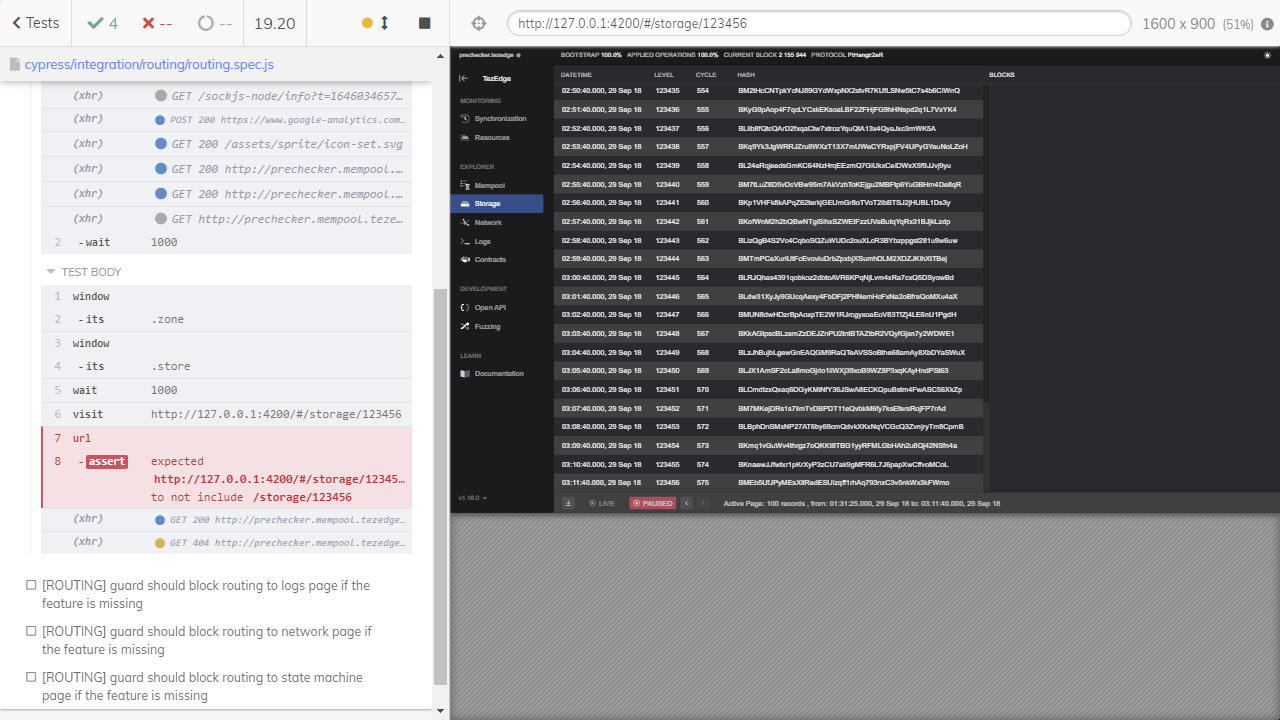 Tests
4
--
--
19.20
http://127.0.0.1:4200/#/storage/123456
1600 x 900 (51%)
cypress/integration/routing/routing.spec.js
(xhr) GET /sockjs-node/info?t=1646034657...
(xhr) POST 200 https://www.google-analytics.com...
(xhr) GET 200 /assets/sprite/icon-set.svg
(xhr) GET 200 http://prechecker.mempool....
(xhr) GET 200 http://prechecker.mempool....
(xhr) GET http://prechecker.mempool.teze...
2 -wait 1000
TEST BODY
1 window
2 -its .zone
3 window
4 -its .store
5 wait 1000
6 visit http://127.0.0.1:4200/#/storage/123456
7 url
8 -assert expected
http://127.0.0.1:4200/#/storage/12345...
to not include /storage/123456
(xhr) GET 200 http://prechecker.mempool.tezedge...
(xhr) GET 404 http://prechecker.mempool.tezedge...
[ROUTING] guard should block routing to logs page if the
feature is missing
[ROUTING] guard should block routing to network page if
the feature is missing
[ROUTING] guard should block routing to state machine
page if the feature is missing
prechecker.tezedge
BOOTSTRAP 100.0% APPLIED OPERATIONS 100.0% CURRENT BLOCK 2 155 944 PROTOCOL PtHangz2aR
TezEdge
MONITORING
Synchronization
Resources
EXPLORER
Mempool
Storage
Network
Logs
Contracts
DEVELOPMENT
Open API
Fuzzing
LEARN
Documentation
v1.16.0
DATETIME LEVEL CYCLE HASH BLOCKS
02:50:40.000, 29 Sep 18 123435 554
02:51:40.000, 29 Sep 18 123436 555
02:52:40.000, 29 Sep 18 123437 556
02:53:40.000, 29 Sep 18 123438 557
02:54:40.000, 29 Sep 18 123439 558
02:55:40.000, 29 Sep 18 123440 559
02:56:40.000, 29 Sep 18 123441 560
02:57:40.000, 29 Sep 18 123442 561
02:58:40.000, 29 Sep 18 123443 562
02:59:40.000, 29 Sep 18 123444 563
03:00:40.000, 29 Sep 18 123445 564
03:01:40.000, 29 Sep 18 123446 565
03:02:40.000, 29 Sep 18 123447 566
03:03:40.000, 29 Sep 18 123448 567
03:04:40.000, 29 Sep 18 123449 568
03:05:40.000, 29 Sep 18 123450 569
03:06:40.000, 29 Sep 18 123451 570
03:07:40.000, 29 Sep 18 123452 571
03:08:40.000, 29 Sep 18 123453 572
03:09:40.000, 29 Sep 18 123454 573
03:10:40.000, 29 Sep 18 123455 574
03:11:40.000, 29 Sep 18 123456 575
LIVE PAUSED Active Page: 100 records , from: 01:31:25.000, 29 Sep 18 to: 03:11:40.000, 29 Sep 18